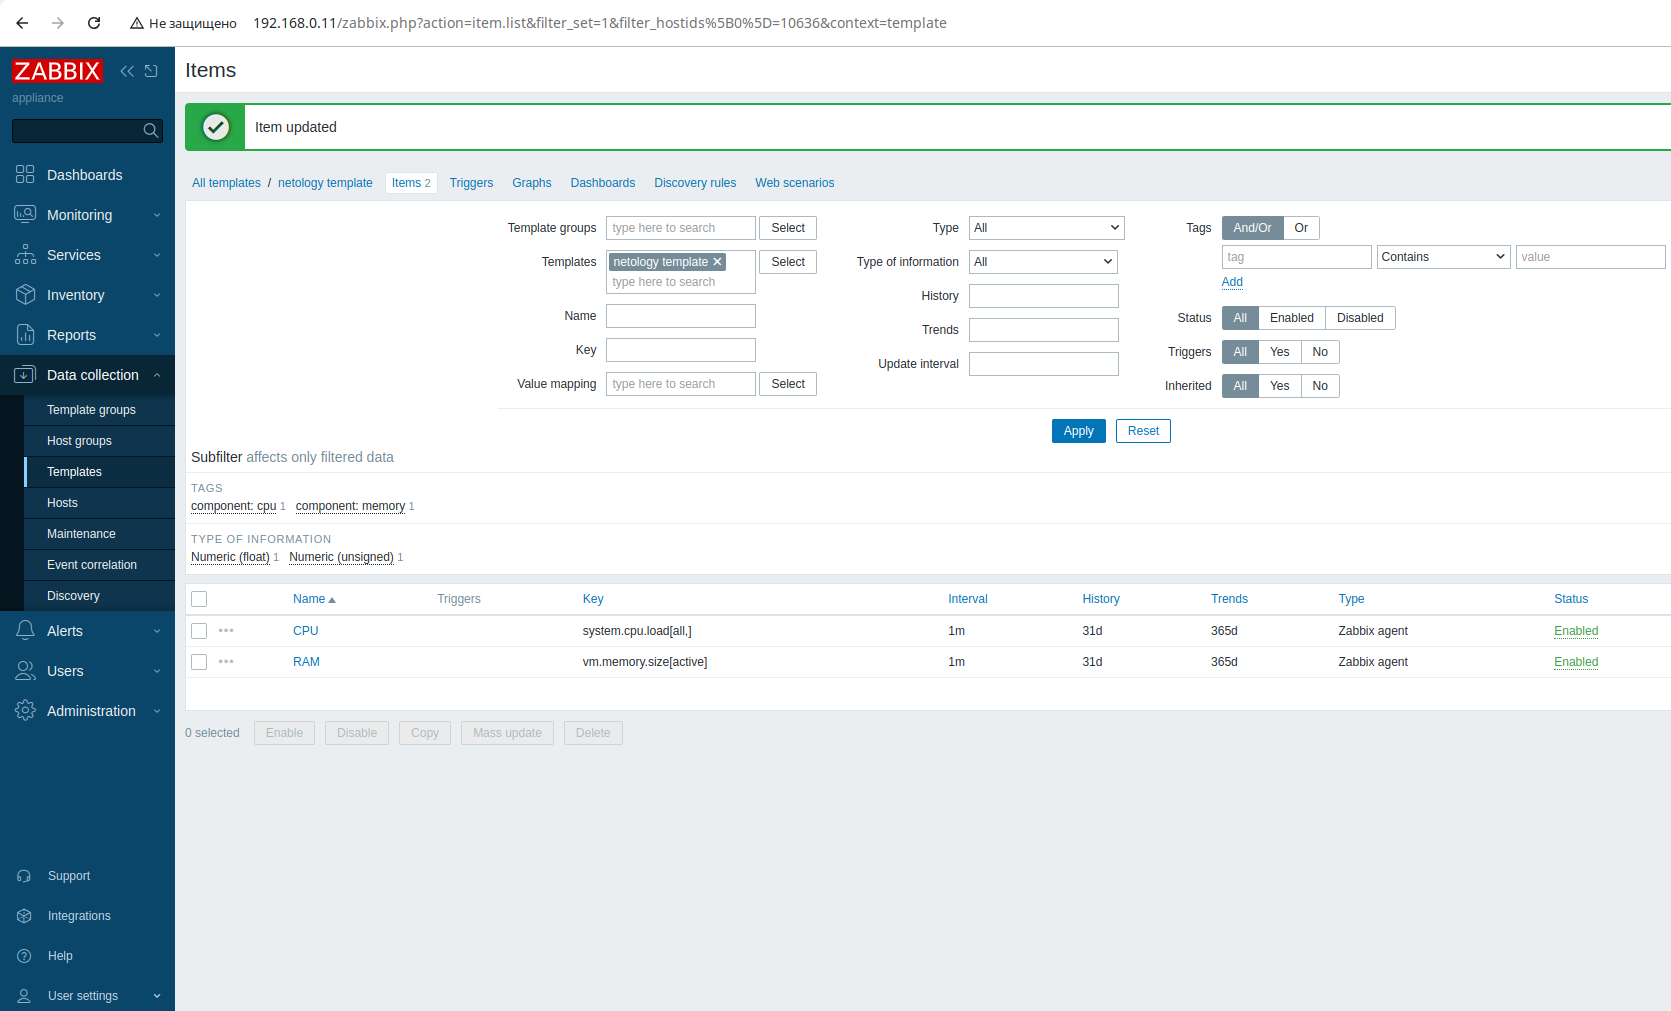 Не защищено 192.168.0.11/zabbix.php?action=item.list&filter_set=1&filter_hostids%5B0%5D=10636&context=template
ZABBIX
appliance
Dashboards
Monitoring
Services
Inventory
Reports
Data collection
Template groups
Host groups
Templates
Hosts
Maintenance
Event correlation
Discovery
Alerts
Users
Administration
Support
Integrations
Help
User settings
Items
Item updated
All templates / netology template Items 2 Triggers Graphs Dashboards Discovery rules Web scenarios
Template groups type here to search Select
Templates netology template Select
type here to search
Name
Key
Value mapping type here to search Select
Type All
Type of information All
History
Trends
Update interval
Tags And/Or Or
tag Contains value
Add
Status All Enabled Disabled
Triggers All Yes No
Inherited All Yes No
Apply Reset
Subfilter affects only filtered data
TAGS
component: cpu 1 component: memory 1
TYPE OF INFORMATION
Numeric (float) 1 Numeric (unsigned) 1
Name Triggers Key Interval History Trends Type Status
CPU system.cpu.load[all,] 1m 31d 365d Zabbix agent Enabled
RAM vm.memory.size[active] 1m 31d 365d Zabbix agent Enabled
0 selected Enable Disable Copy Mass update Delete